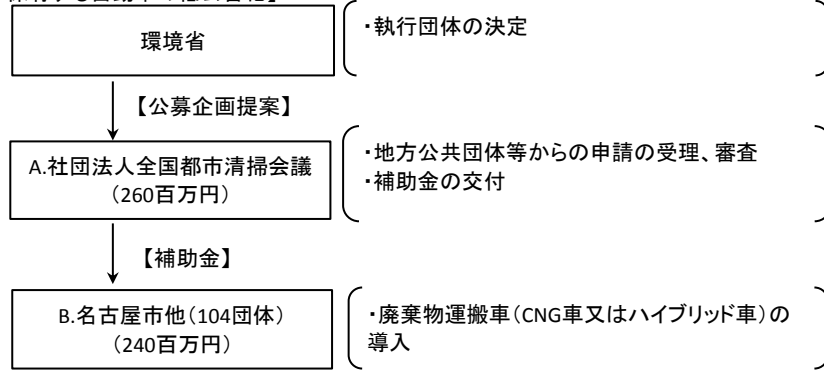 環境省
・執行団体の決定
【公募企画提案】
A.社団法人全国都市清掃会議
（260百万円）
・地方公共団体等からの申請の受理、審査
・補助金の交付
【補助金】
B.名古屋市他（104団体）
（240百万円）
・廃棄物運搬車（CNG車又はハイブリッド車）の
導入